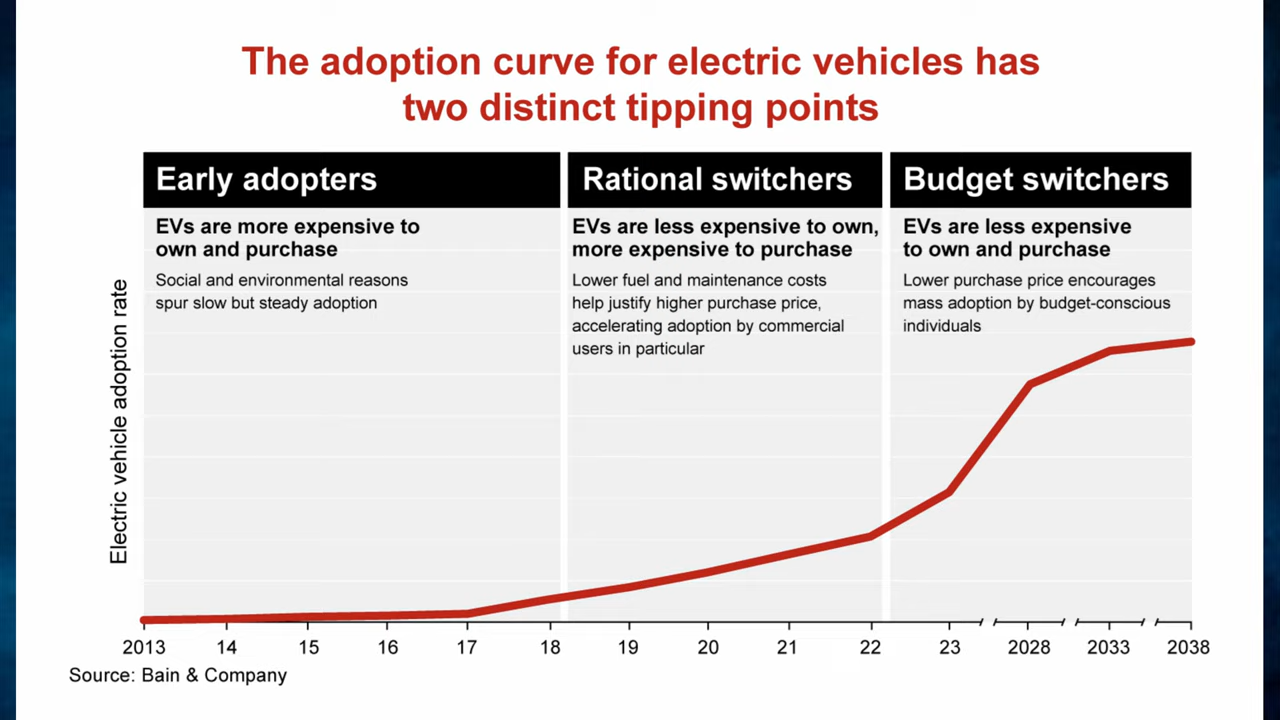 The adoption curve for electric vehicles has
two distinct tipping points
Early adopters
EVs are more expensive to
own and purchase
Social and environmental reasons
spur slow but steady adoption
Rational switchers
EVs are less expensive to own,
more expensive to purchase
Lower fuel and maintenance costs
help justify higher purchase price,
accelerating adoption by commercial
users in particular
Budget switchers
EVs are less expensive
to own and purchase
Lower purchase price encourages
mass adoption by budget-conscious
individuals
Electric vehicle adoption rate
2013 14 15 16 17 18 19 20 21 22 23 2028 2033 2038
Source: Bain & Company